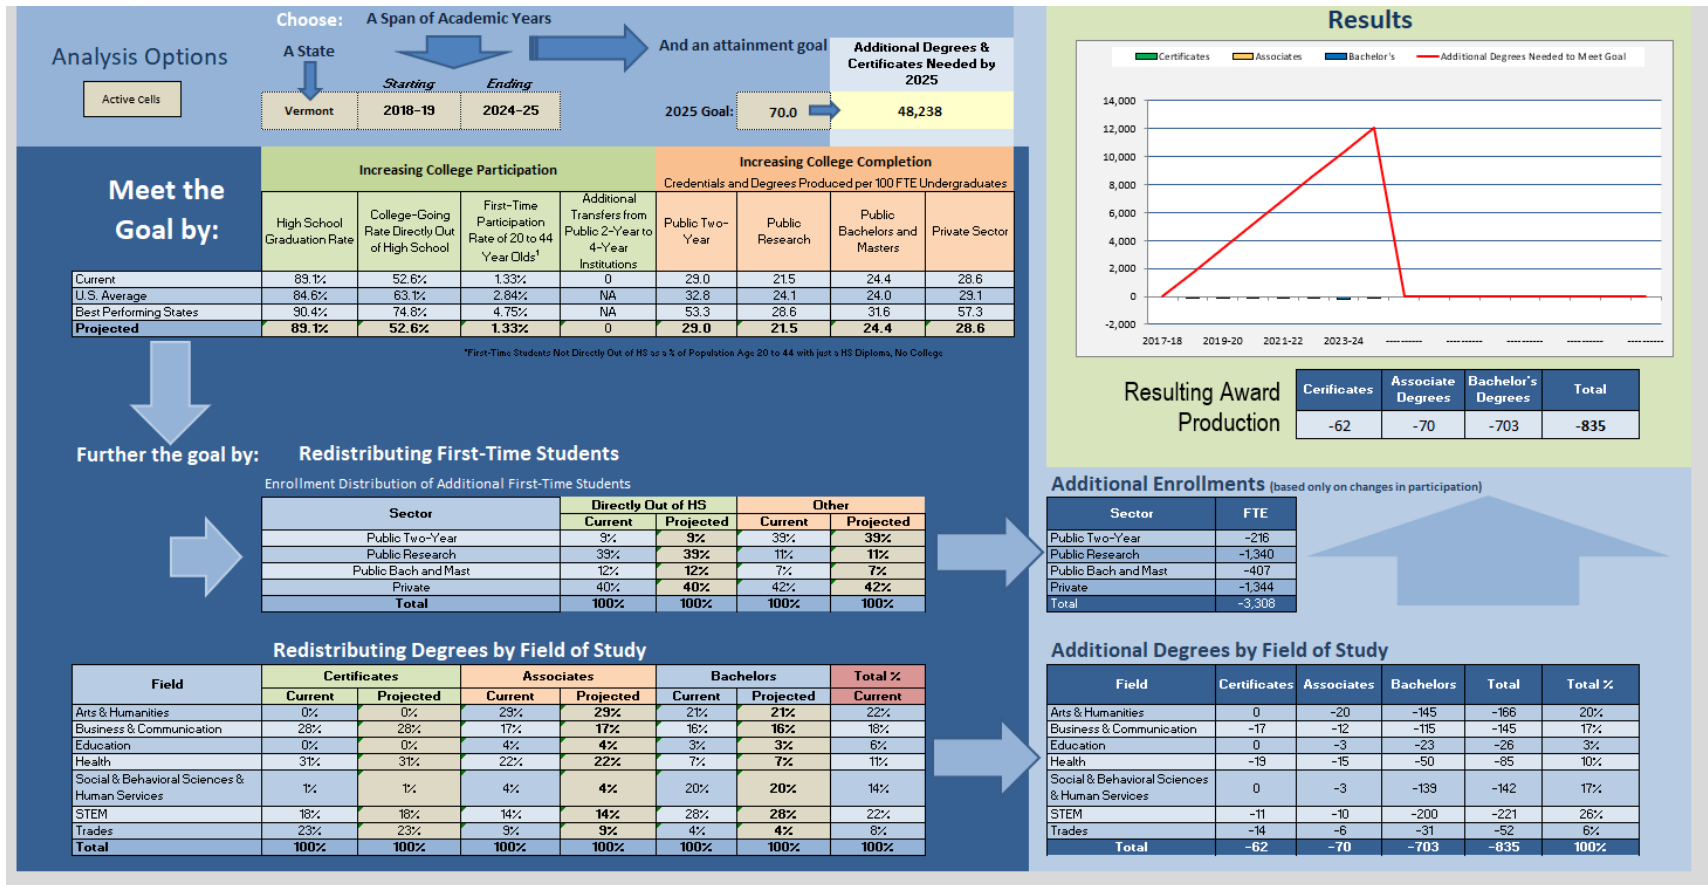 Analysis Options
Active Cells
Choose: A Span of Academic Years
A State
And an attainment goal
Additional Degrees &
Certificates Needed by
2025
Starting Ending
Vermont 2018-19 2024-25
2025 Goal: 70.0 48,238
Meet the
Goal by:
Increasing College Participation
Increasing College Completion
Credentials and Degrees Produced per 100 FTE Undergraduates
High School
Graduation Rate
College-Going
Rate Directly Out
of High School
First-Time
Participation
Rate of 20 to 44
Year Olds¹
Additional
Transfers from
Public 2-Year to
4-Year
Institutions
Public Two-
Year
Public
Research
Public
Bachelors and
Masters
Private Sector
Current 89.1% 52.6% 1.33% 0 29.0 21.5 24.4 28.6
U.S. Average 84.6% 63.1% 2.84% NA 32.8 24.1 24.0 29.1
Best Performing States 90.4% 74.8% 4.75% NA 53.3 28.6 31.6 57.3
Projected 89.1% 52.6% 1.33% 0 29.0 21.5 24.4 28.6
¹First-Time Students Not Directly Out of HS as a % of Population Age 20 to 44 with just a HS Diploma, No College
Further the goal by:
Redistributing First-Time Students
Enrollment Distribution of Additional First-Time Students
Sector Directly Out of HS Other
Current Projected Current Projected
Public Two-Year 9% 9% 39% 39%
Public Research 39% 39% 11% 11%
Public Bach and Mast 12% 12% 7% 7%
Private 40% 40% 42% 42%
Total 100% 100% 100% 100%
Redistributing Degrees by Field of Study
Field Certificates Associates Bachelors Total %
Current Projected Current Projected Current Projected Current
Arts & Humanities 0% 0% 29% 29% 21% 21% 22%
Business & Communication 28% 28% 17% 17% 16% 16% 18%
Education 0% 0% 4% 4% 3% 3% 6%
Health 31% 31% 22% 22% 7% 7% 11%
Social & Behavioral Sciences &
Human Services 1% 1% 4% 4% 20% 20% 14%
STEM 18% 18% 14% 14% 28% 28% 22%
Trades 23% 23% 9% 9% 4% 4% 8%
Total 100% 100% 100% 100% 100% 100% 100%
Results
Certificates Associates Bachelor's Additional Degrees Needed to Meet Goal
14,000
12,000
10,000
8,000
6,000
4,000
2,000
0
-2,000
2017-18 2019-20 2021-22 2023-24 ---------- ---------- ---------- ---------- ----------
Resulting Award
Production
Cerificates Associate
Degrees Bachelor's
Degrees Total
-62 -70 -703 -835
Additional Enrollments (based only on changes in participation)
Sector FTE
Public Two-Year -216
Public Research -1,340
Public Bach and Mast -407
Private -1,344
Total -3,308
Additional Degrees by Field of Study
Field Certificates Associates Bachelors Total Total %
Arts & Humanities 0 -20 -145 -166 20%
Business & Communication -17 -12 -115 -145 17%
Education 0 -3 -23 -26 3%
Health -19 -15 -50 -85 10%
Social & Behavioral Sciences
& Human Services 0 -3 -139 -142 17%
STEM -11 -10 -200 -221 26%
Trades -14 -6 -31 -52 6%
Total -62 -70 -703 -835 100%